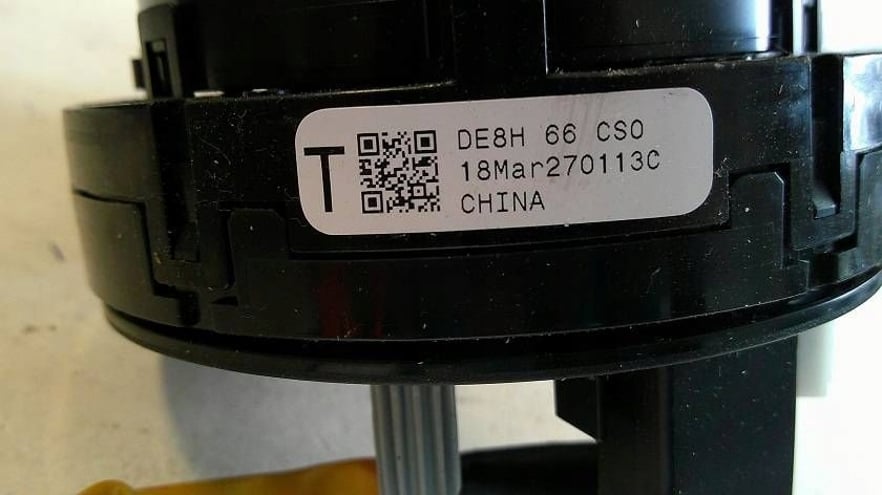 T
DE8H 66 CS0
18Mar270113C
CHINA